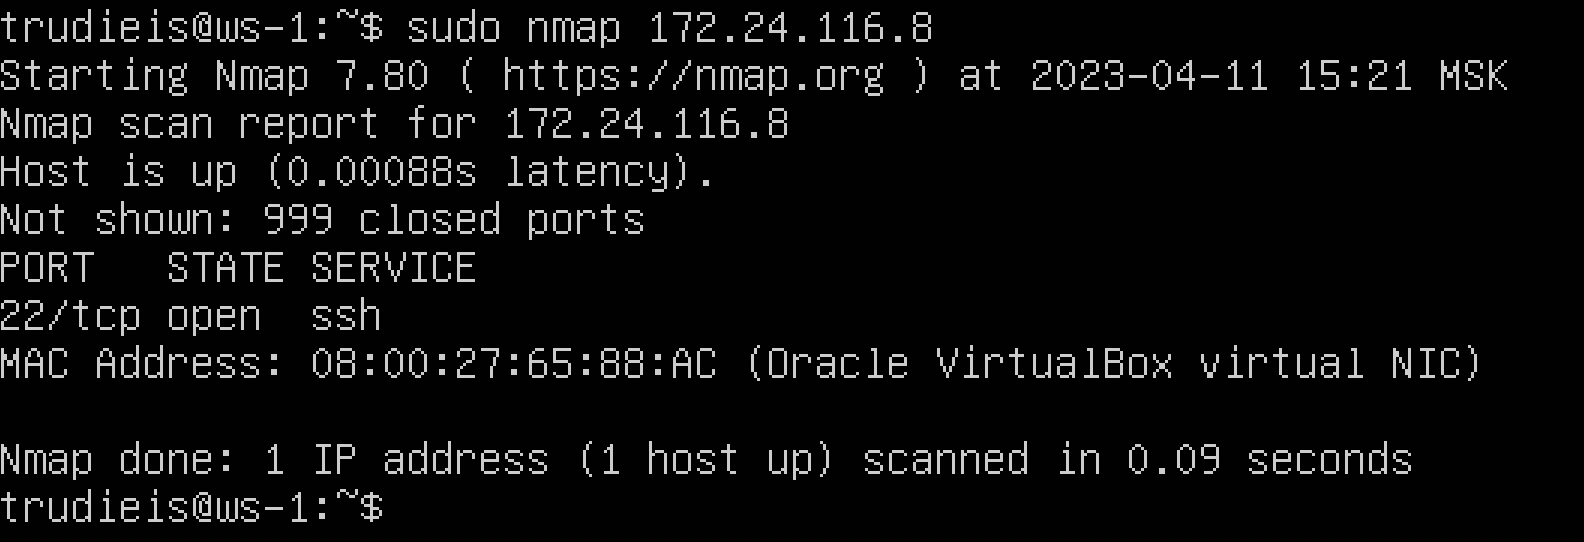 trudieis@ws-1:~$ sudo nmap 172.24.116.8
Starting Nmap 7.80 ( https://nmap.org ) at 2023-04-11 15:21 MSK
Nmap scan report for 172.24.116.8
Host is up (0.00088s latency).
Not shown: 999 closed ports
PORT   STATE SERVICE
22/tcp open  ssh
MAC Address: 08:00:27:65:88:AC (Oracle VirtualBox virtual NIC)

Nmap done: 1 IP address (1 host up) scanned in 0.09 seconds
trudieis@ws-1:~$